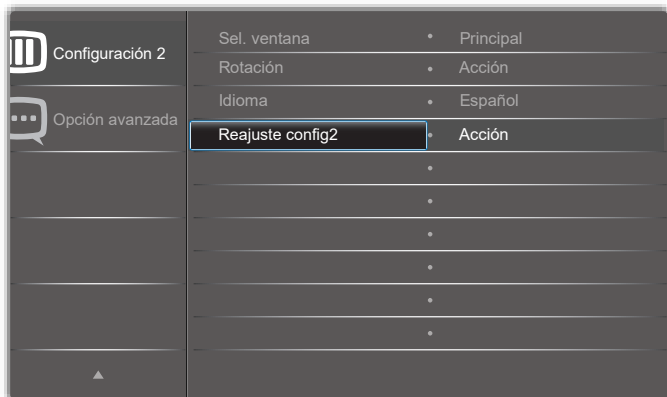 Configuración 2
Opción avanzada
Sel. ventana • Principal
Rotación • Acción
Idioma • Español
Reajuste config2 • Acción